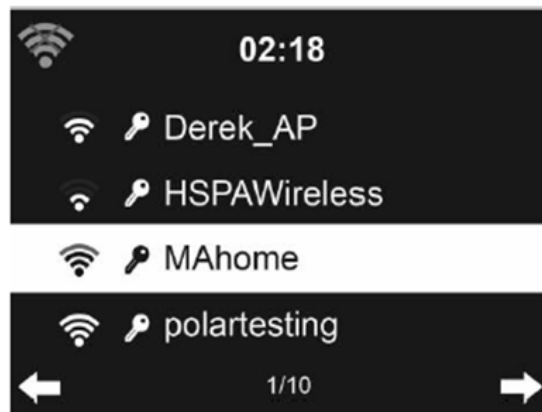 02:18
Derek_AP
HSPAWireless
MAhome
polartesting
1/10